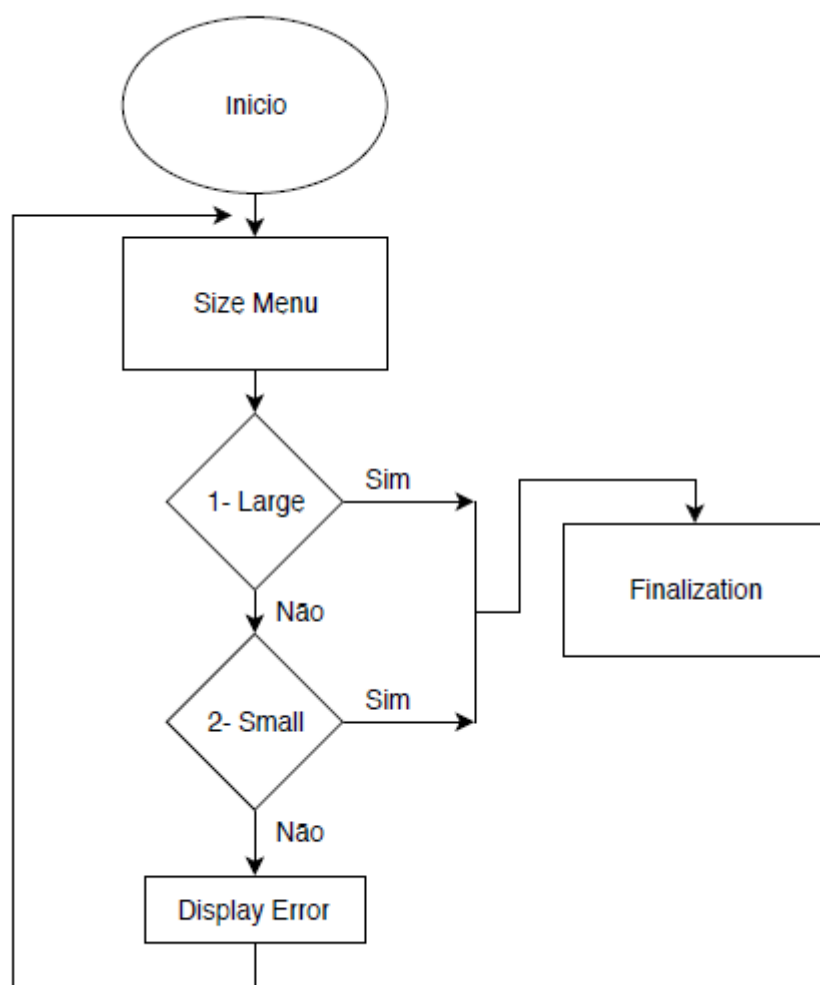 Inicio
Size Menu
1- Large
Sim
Não
Finalization
2- Small
Sim
Não
Display Error